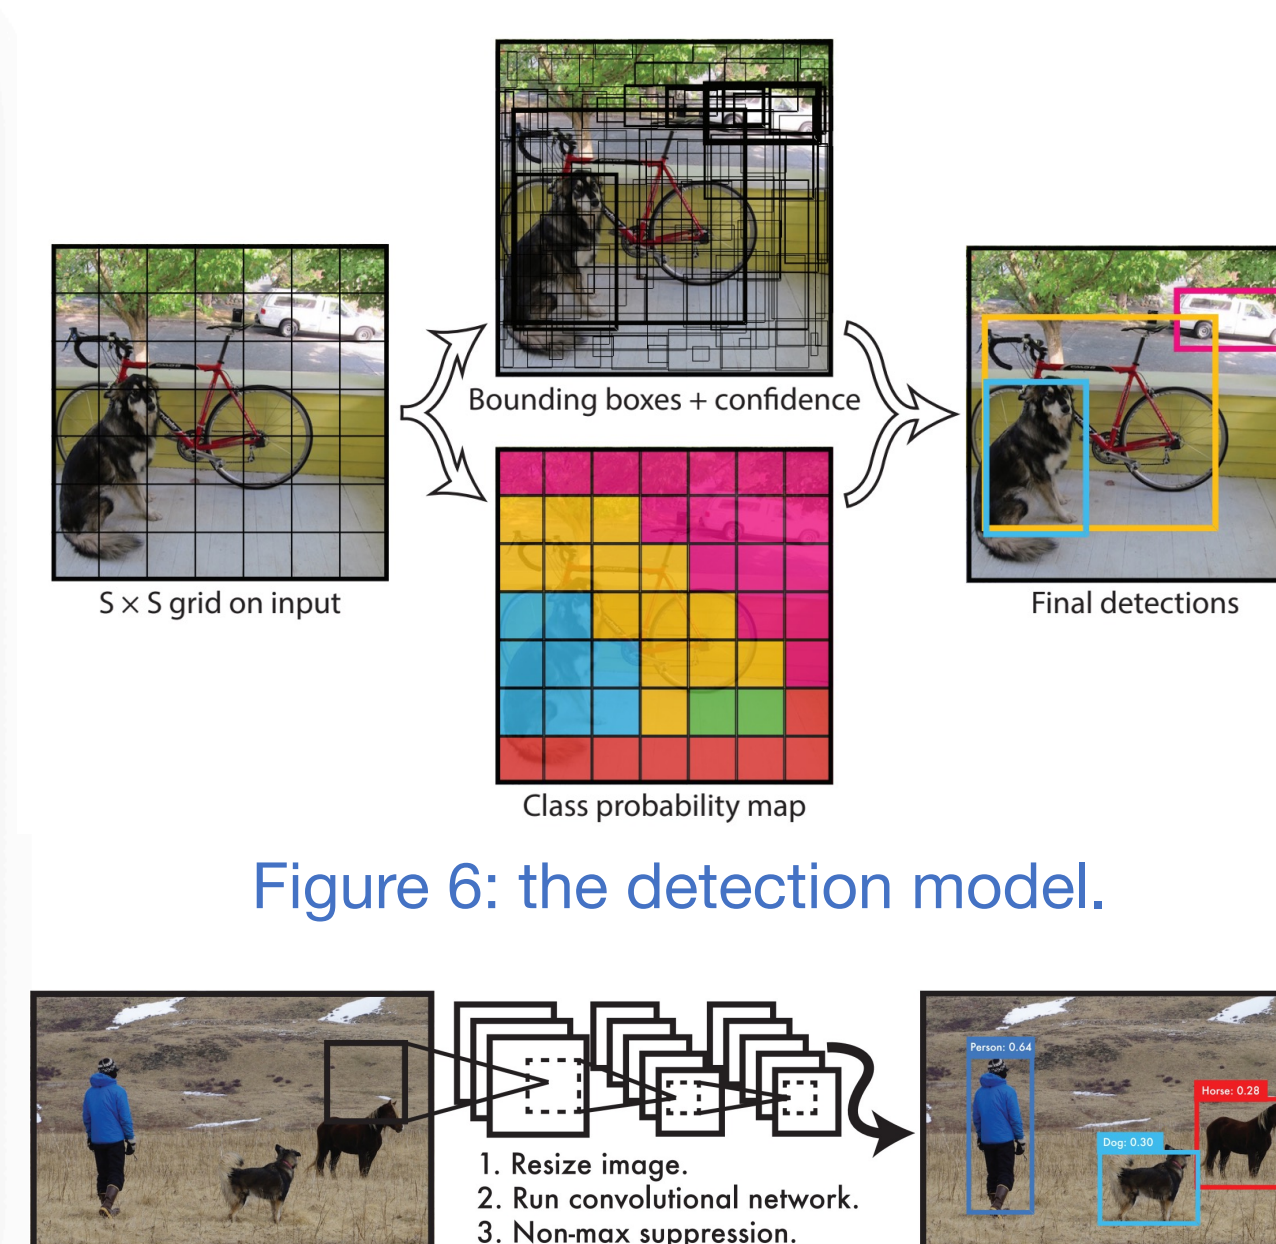 Bounding boxes + confidence
S × S grid on input
Final detections
Class probability map
Figure 6: the detection model.
Person: 0.64
Horse: 0.28
Dog: 0.30
1. Resize image.
2. Run convolutional network.
3. Non-max suppression.